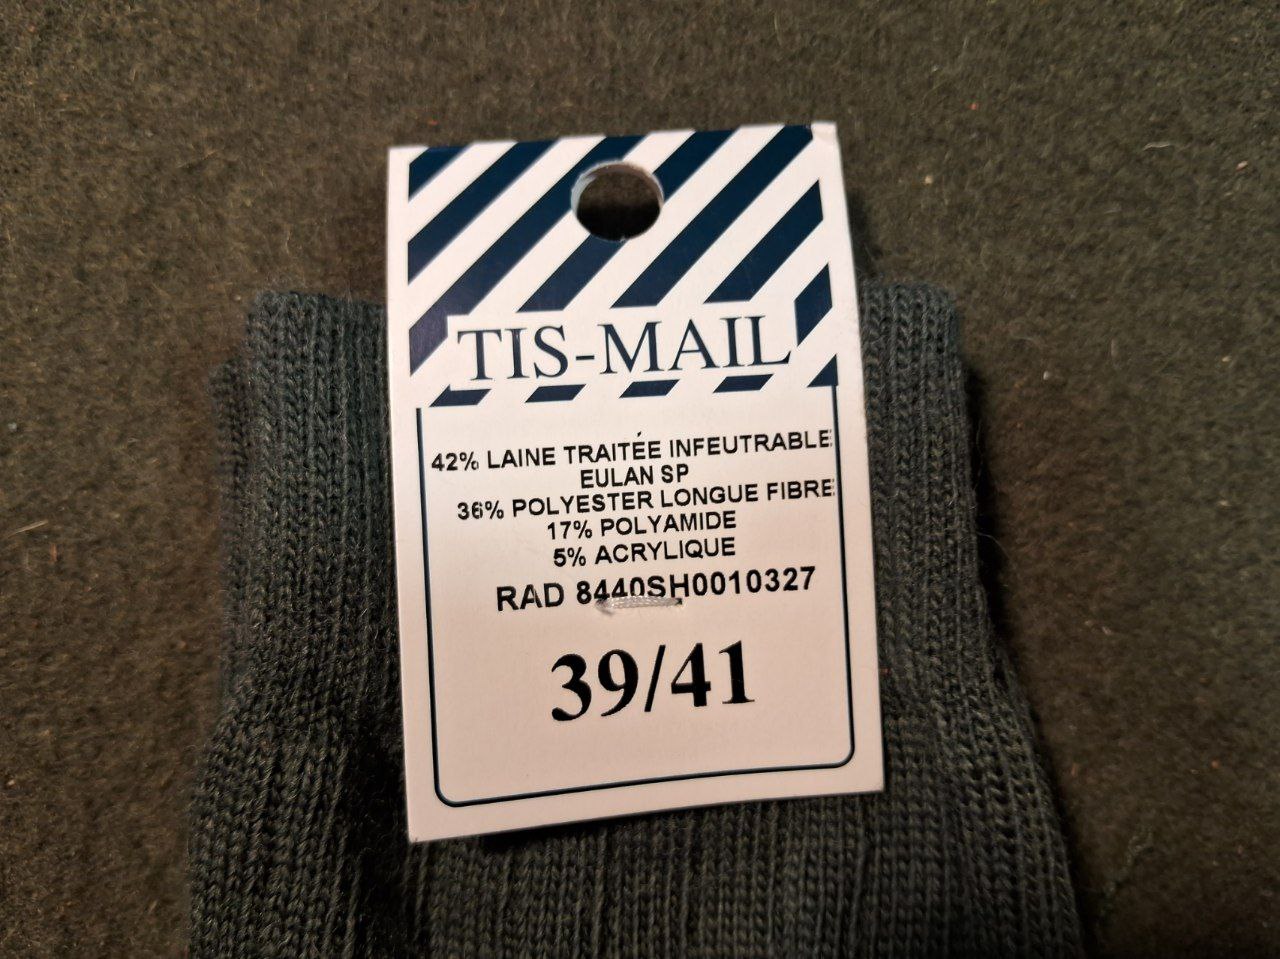 TIS-MAIL
42% LAINE TRAITÉE INFEUTRABLE
EULAN SP
36% POLYESTER LONGUE FIBRE
17% POLYAMIDE
5% ACRYLIQUE
RAD 8440SH0010327
39/41